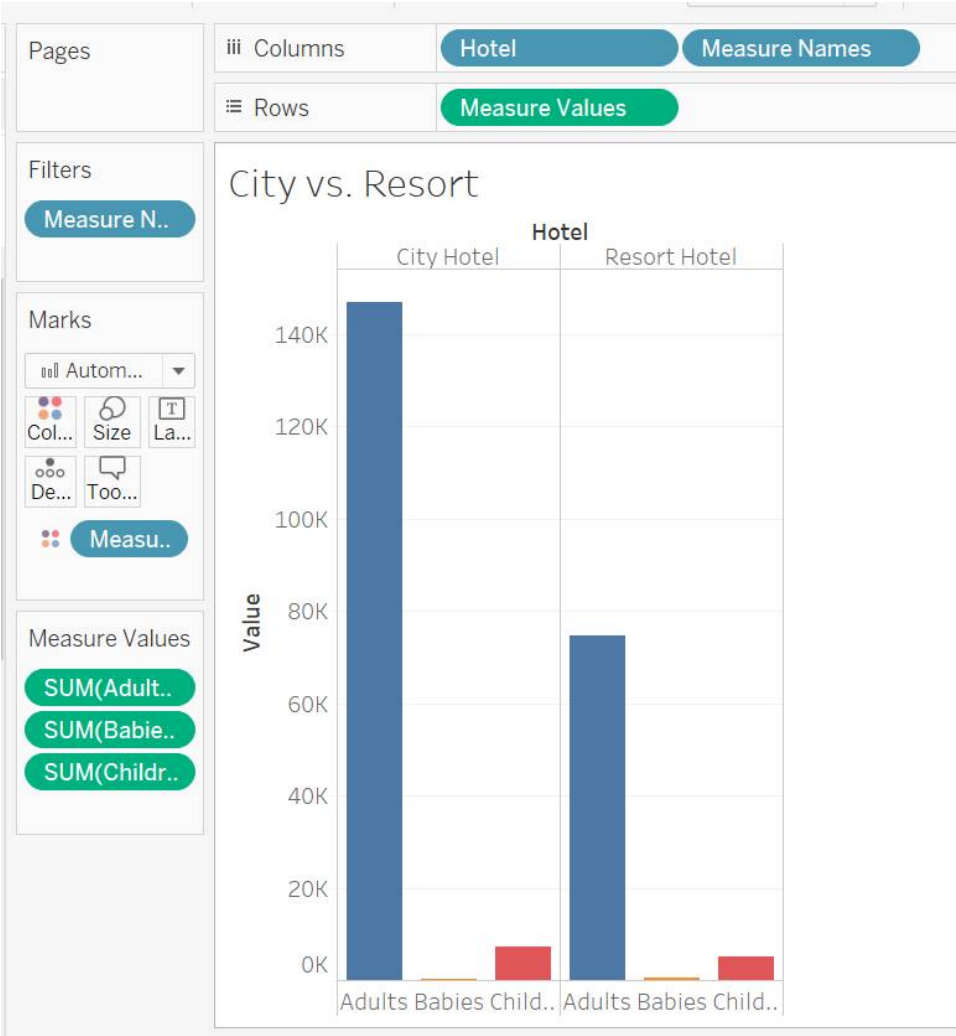 Pages
Columns
Hotel
Measure Names
Rows
Measure Values
Filters
Measure N..
Marks
Autom...
Col...
Size
T
La...
De...
Too...
Measu..
Measure Values
SUM(Adult..
SUM(Babie..
SUM(Childr..
City vs. Resort
Hotel
City Hotel
Resort Hotel
Value
140K
120K
100K
80K
60K
40K
20K
0K
Adults Babies Child.. Adults Babies Child..